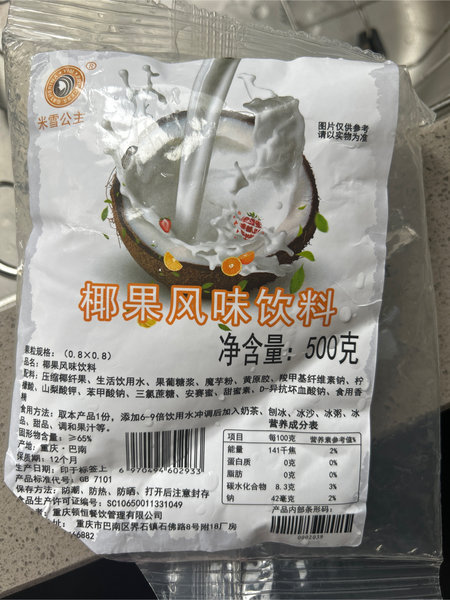 ®
米雪公主
图片仅供参考
请以实物为准
椰果风味饮料
净含量：500克
颗粒规格：（0.8×0.8）
品名：椰果风味饮料
配料：压缩椰纤果、生活饮用水、果葡糖浆、魔芋粉、黄原胶、羧甲基纤维素钠、柠
檬酸、山梨酸钾、苯甲酸钠、三氯蔗糖、安赛蜜、甜蜜素、D-异抗坏血酸钠、食用香
精
食用方法：取本产品1份，添加6-9倍饮用水冲调后加入奶茶、刨冰、冰沙、冰粥、冰
品、甜品、调和果汁等。
固形物含量：≥65%
产地：重庆·巴南
保质期：12个月
生产日期：印于标签上
产品标准代号：GB 7101
保存方法：防潮、防热、防晒、打开后注意封存
食品生产许可证编号：SC10650011331049
重庆顿恒餐饮管理有限公司
地址：重庆市巴南区界石镇石佛路8号附18厂房
66882
6 970494 602933
营养成分表
项目 每100克 营养素参考值%
能量 141千焦 2%
蛋白质 0克 0%
脂肪 0克 0%
碳水化合物 8.3克 3%
钠 42毫克 2%
产品内部条形码：
0002039